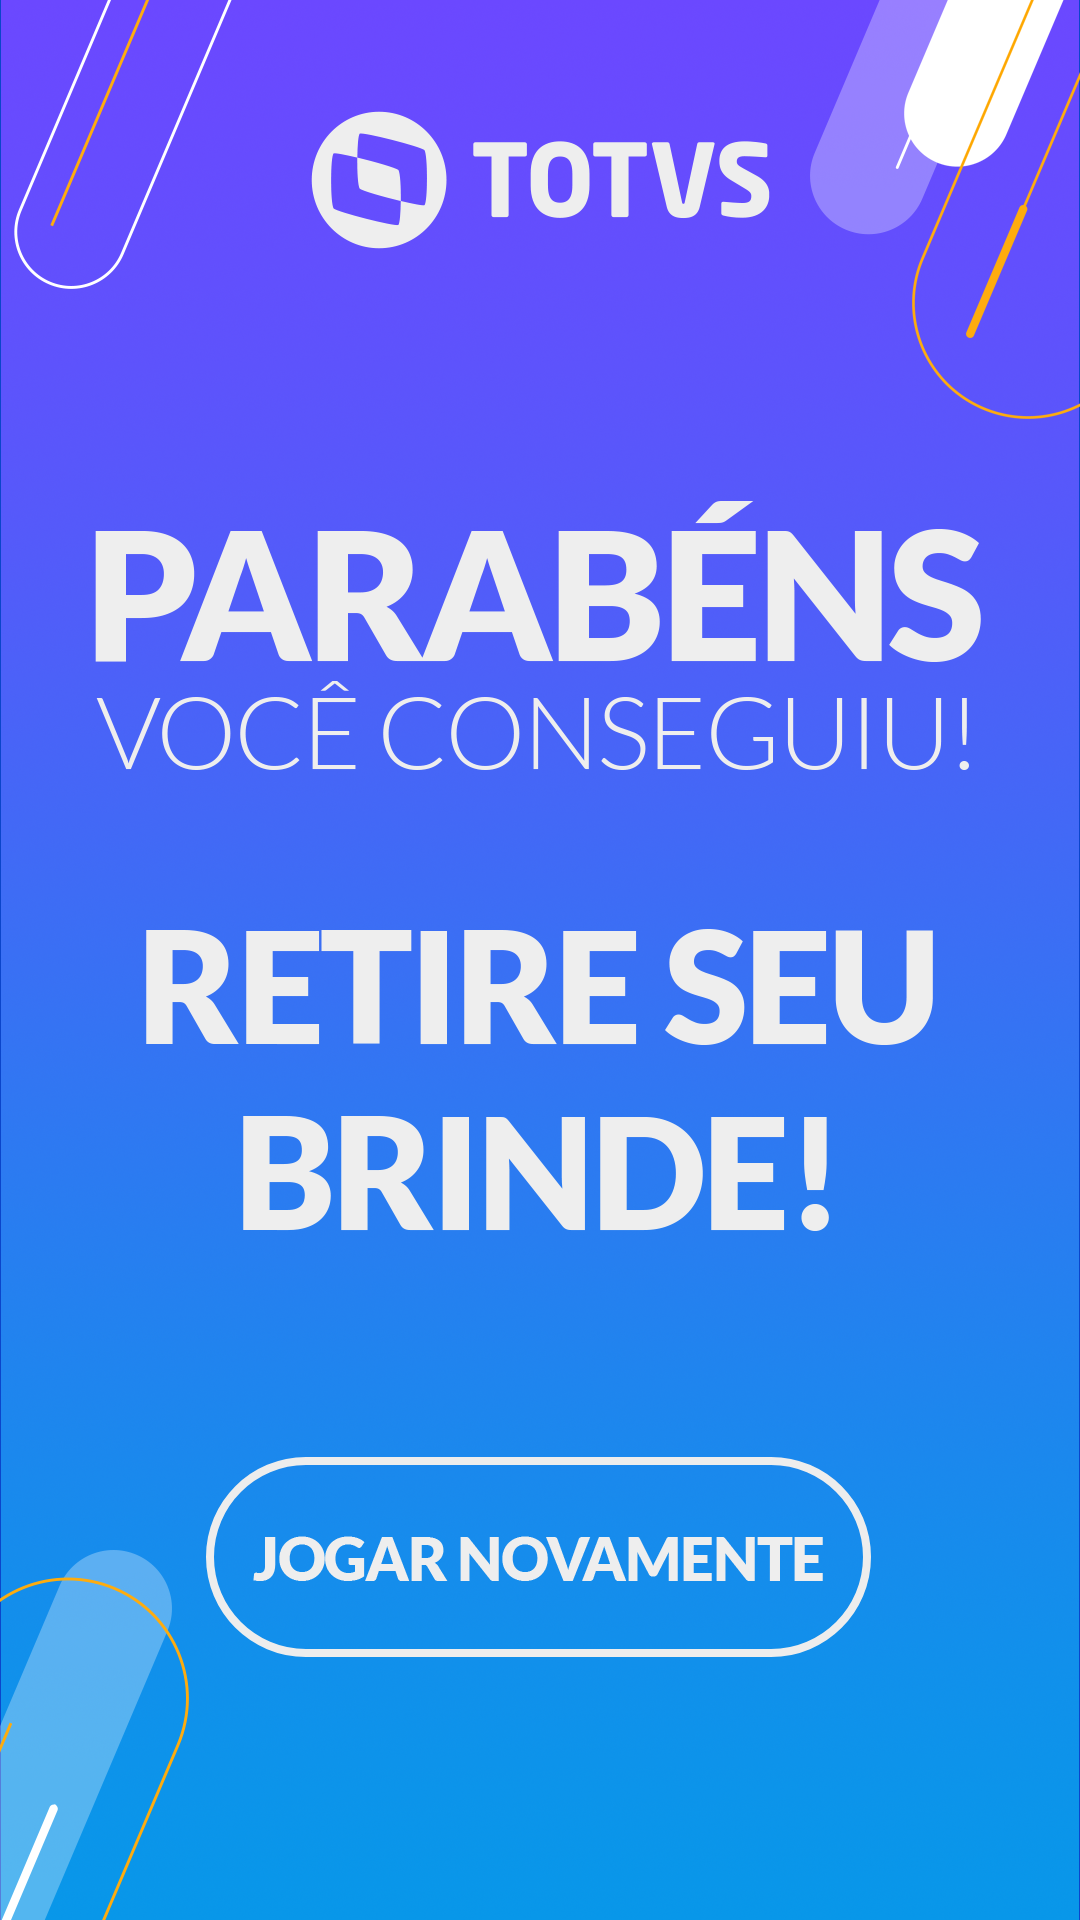 TOTVS
PARABÉNS
VOCÊ CONSEGUIU!
RETIRE SEU
BRINDE!
JOGAR NOVAMENTE